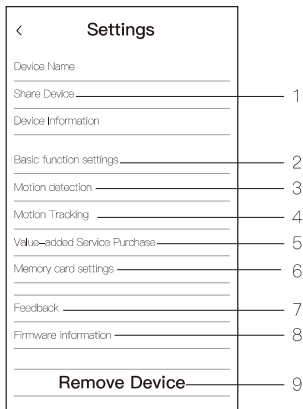 < Settings
Device Name
Share Device 1
Device Information
Basic function settings 2
Motion detection 3
Motion Tracking 4
Value-added Service Purchase 5
Memory card settings 6
Feedback 7
Firmware information 8
Remove Device 9